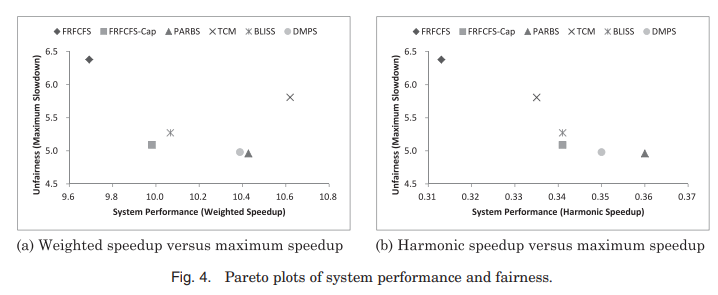 FRFCFS FRFCFS-Cap PARBS TCM BLISS DMPS
Unfairness (Maximum Slowdown)
6.5
6.0
5.5
5.0
4.5
9.6 9.8 10.0 10.2 10.4 10.6 10.8
System Performance (Weighted Speedup)
(a) Weighted speedup versus maximum speedup
FRFCFS FRFCFS-Cap PARBS TCM BLISS DMPS
Unfairness (Maximum Slowdown)
6.5
6.0
5.5
5.0
4.5
0.31 0.32 0.33 0.34 0.35 0.36 0.37
System Performance (Harmonic Speedup)
(b) Harmonic speedup versus maximum speedup
Fig. 4. Pareto plots of system performance and fairness.